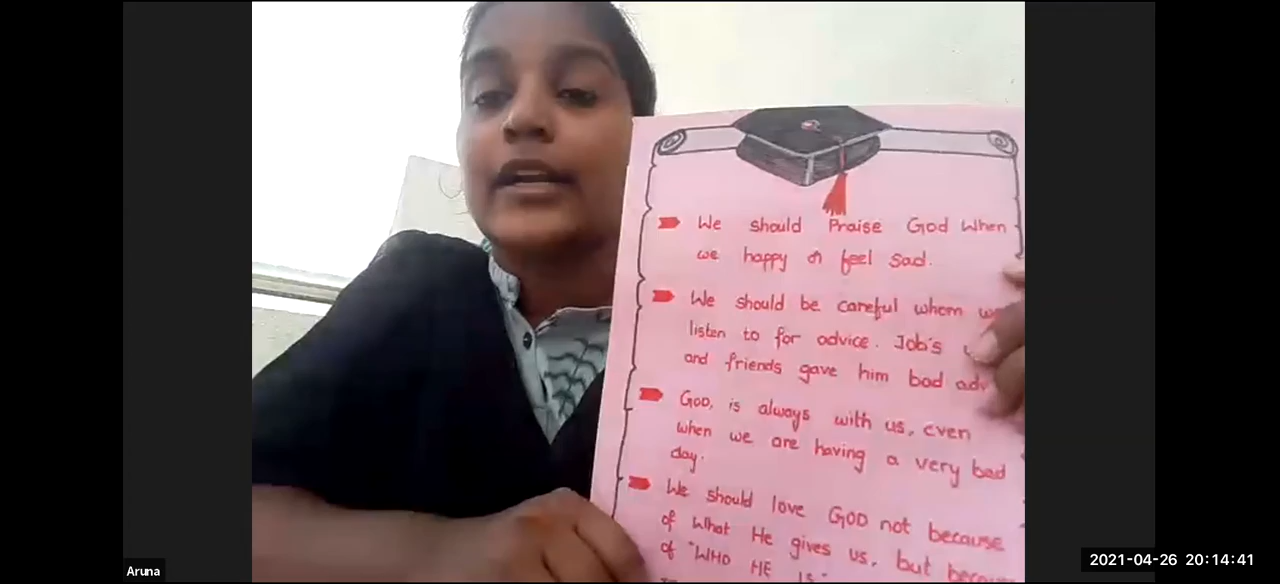 We should Praise God When
we happy or feel sad.
We should be careful whom
listen to for advice. Job's
and friends gave him bad
God, is always with us, even
when we are having a very bad
day.
We should love GOD not because
of What He gives us, but
of "WHO HE IS"
Aruna
2021-04-26 20:14:41